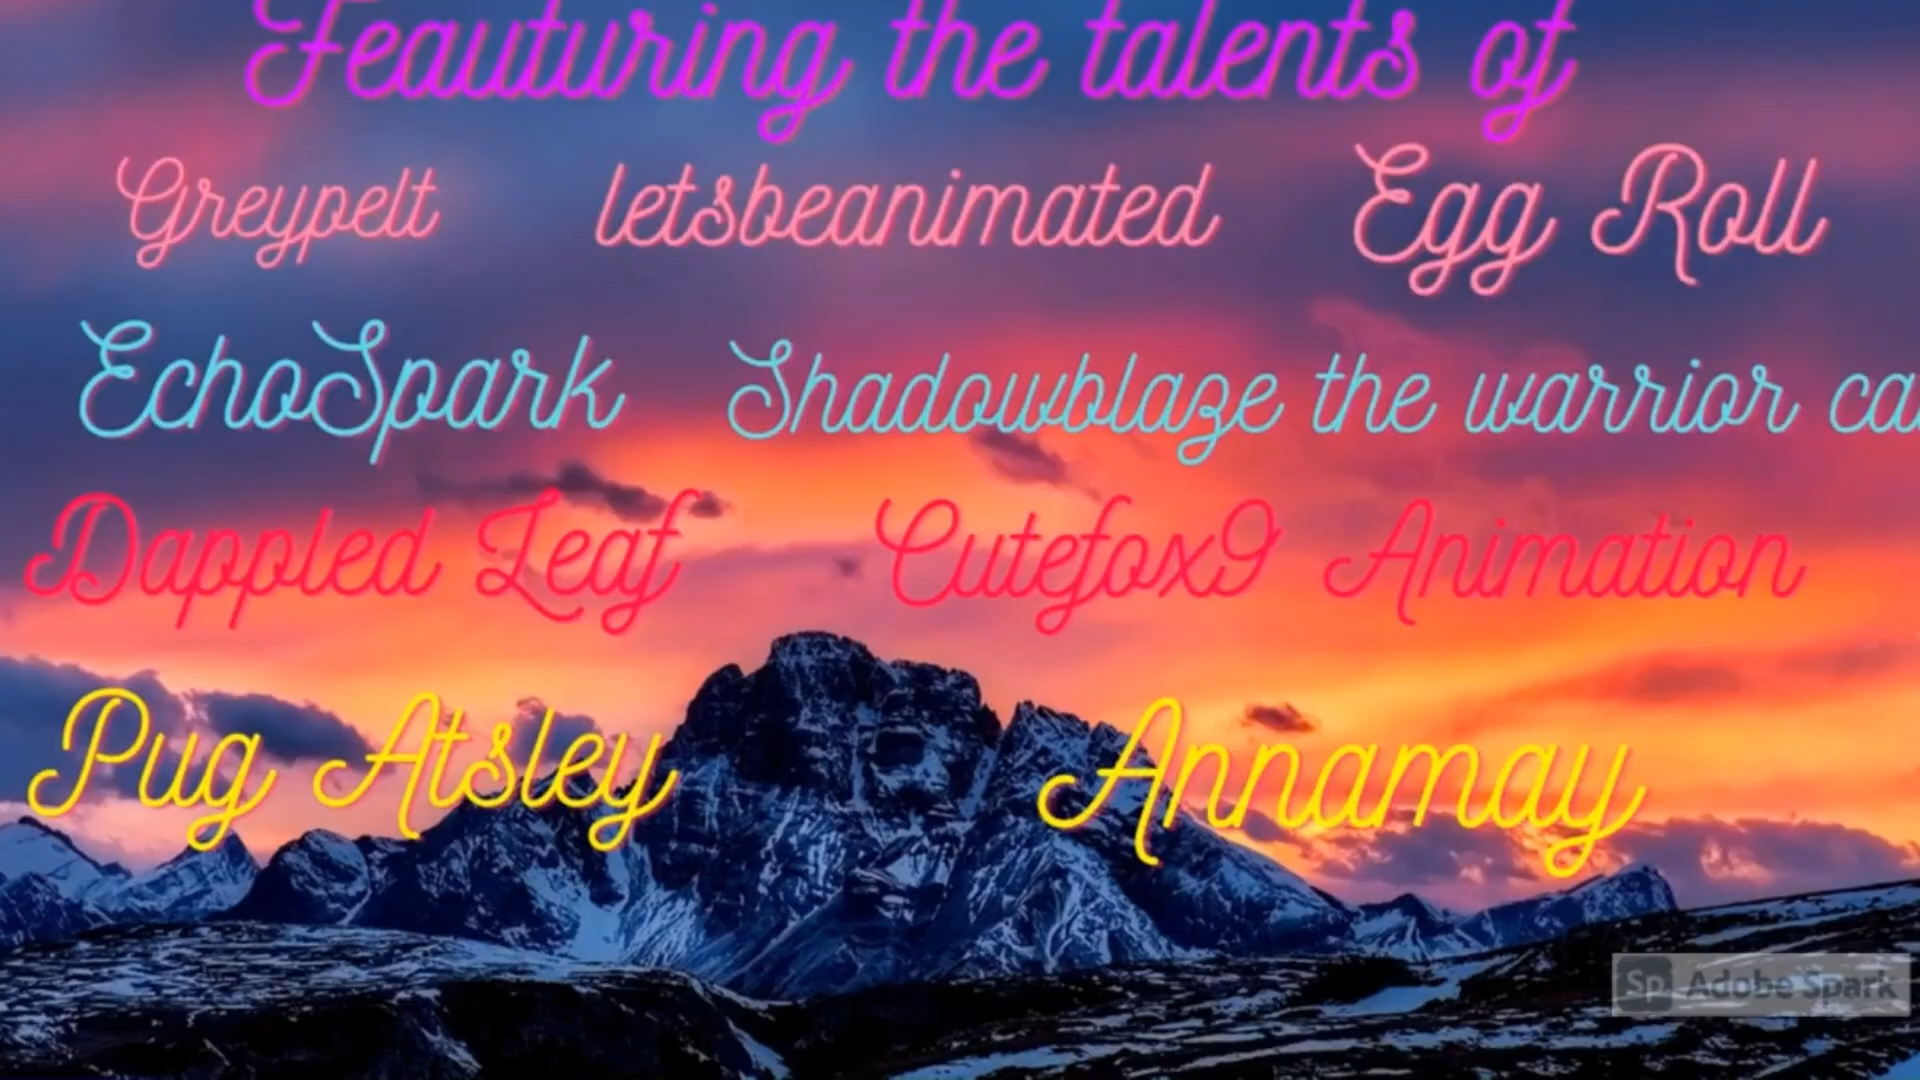 Feauturing the talents of
Greypelt letsbeanimated Egg Roll
EchoSpark Shadowblaze the warrior ca
Dappled Leaf Cutefox9 Animation
Pug Atsley Annamay
Sp Adobe Spark